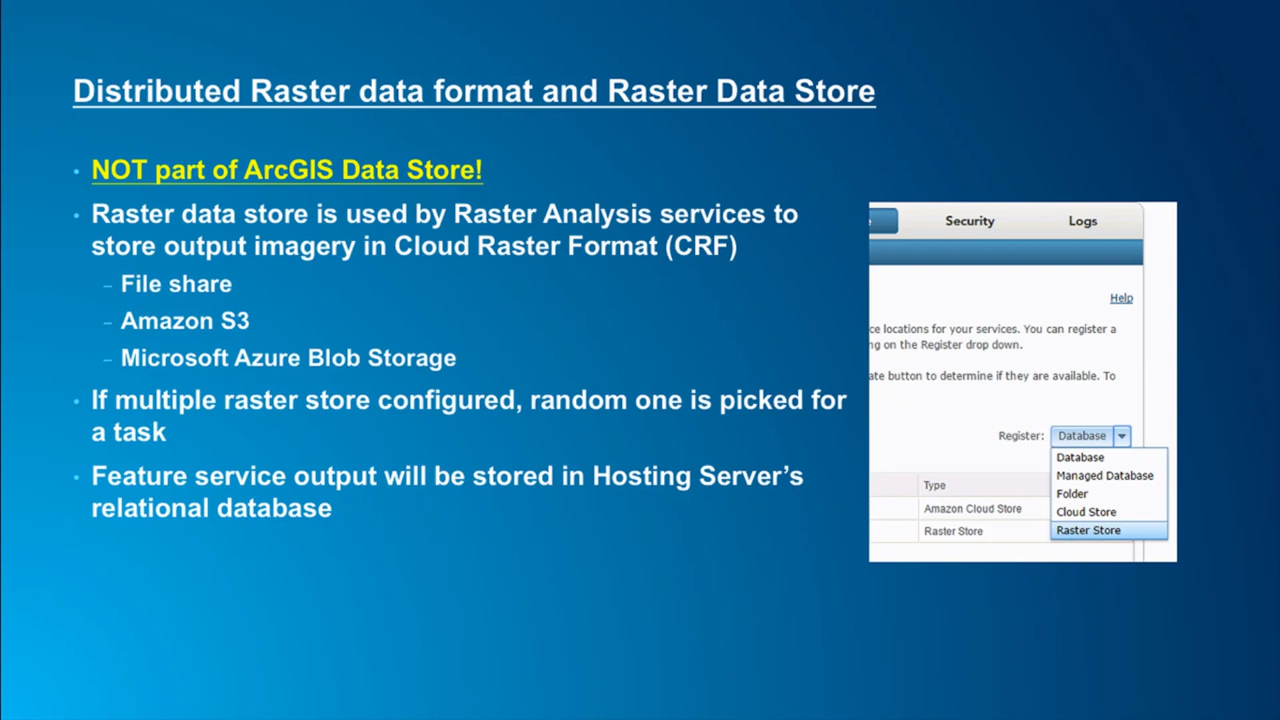 Distributed Raster data format and Raster Data Store
• NOT part of ArcGIS Data Store!
• Raster data store is used by Raster Analysis services to
store output imagery in Cloud Raster Format (CRF)
– File share
– Amazon S3
– Microsoft Azure Blob Storage
• If multiple raster store configured, random one is picked for
a task
• Feature service output will be stored in Hosting Server’s
relational database
Security Logs
Help
ce locations for your services. You can register a
ng on the Register drop down.
ate button to determine if they are available. To
Register: Database
Database
Managed Database
Folder
Cloud Store
Raster Store
Type
Amazon Cloud Store
Raster Store